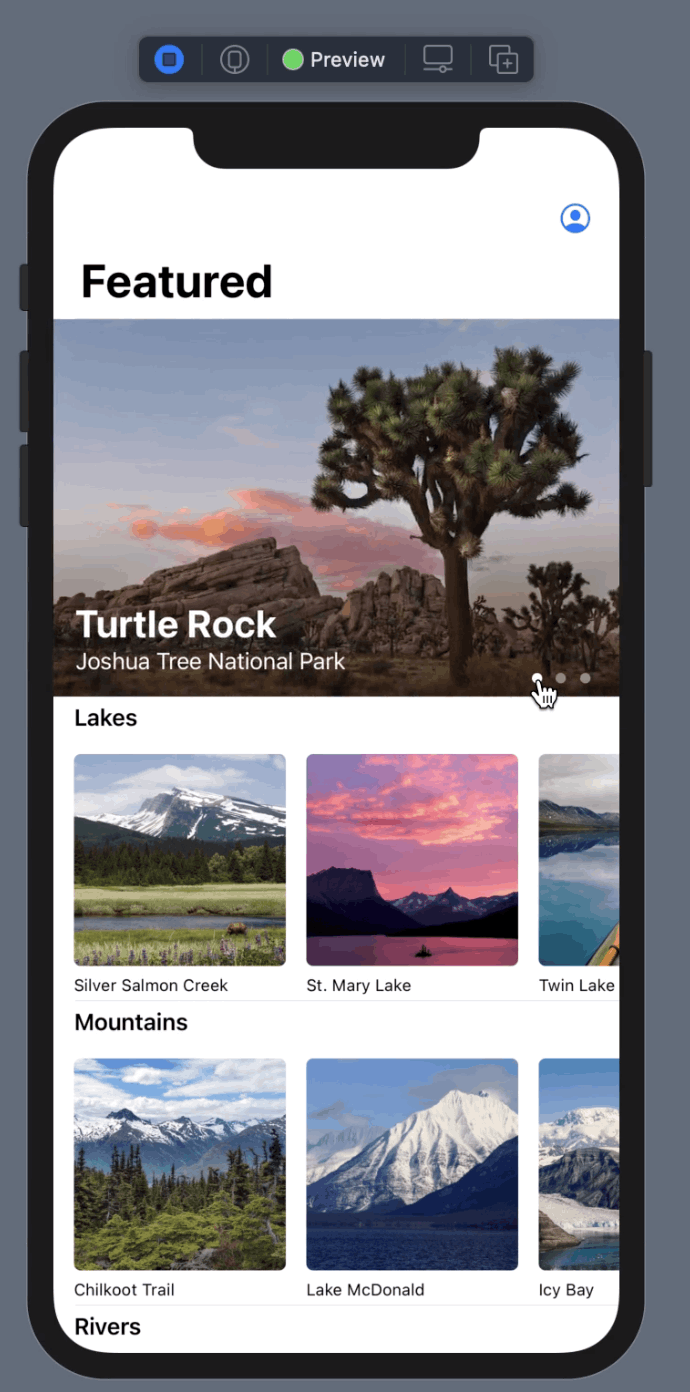 Preview
Featured
Turtle Rock
Joshua Tree National Park
Lakes
Silver Salmon Creek
St. Mary Lake
Twin Lake
Mountains
Chilkoot Trail
Lake McDonald
Icy Bay
Rivers